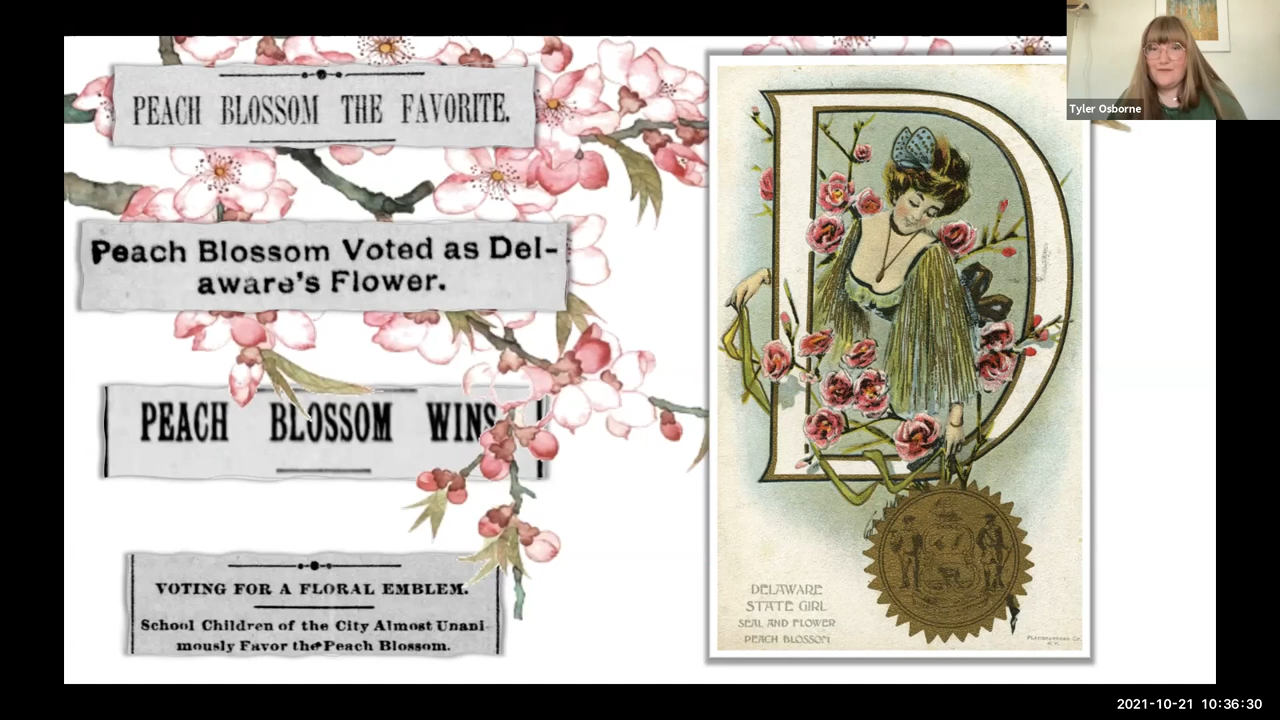 PEACH BLOSSOM THE FAVORITE.
Peach Blossom Voted as Del-
aware's Flower.
PEACH BLOSSOM WINS
VOTING FOR A FLORAL EMBLEM.
School Children of the City Almost Unani
mously Favor the Peach Blossom.
DELAWARE
STATE GIRL
SEAL AND FLOWER
PEACH BLOSSOM
Tyler Osborne
2021-10-21 10:36:30